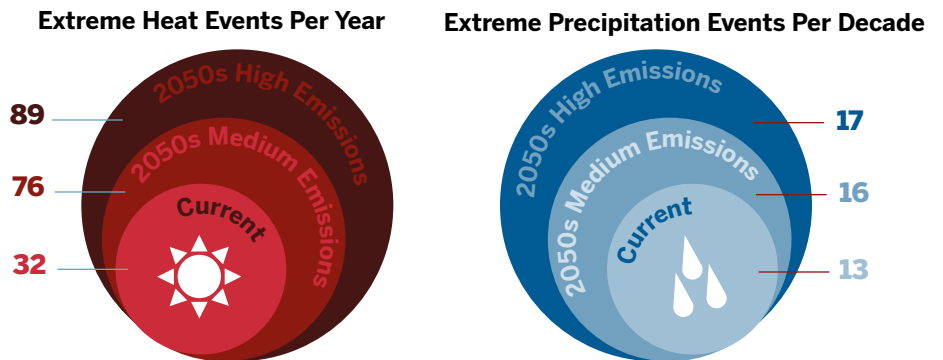 Extreme Heat Events Per Year
2050s High Emissions
89
2050s Medium Emissions
76
Current
32
Extreme Precipitation Events Per Decade
2050s High Emissions
17
2050s Medium Emissions
16
Current
13